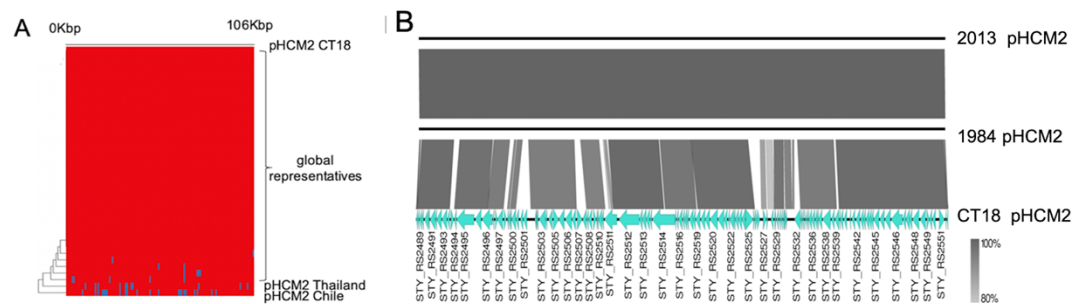 A
0Kbp
106Kbp
pHCM2 CT18
global
representatives
pHCM2 Thailand
pHCM2 Chile
B
2013 pHCM2
1984 pHCM2
CT18 pHCM2
STY_RS2489
STY_RS2491
STY_RS2493
STY_RS2494
STY_RS2495
STY_RS2496
STY_RS2497
STY_RS2500
STY_RS2501
STY_RS2503
STY_RS2505
STY_RS2506
STY_RS2507
STY_RS2508
STY_RS2510
STY_RS2511
STY_RS2512
STY_RS2513
STY_RS2514
STY_RS2516
STY_RS2519
STY_RS2520
STY_RS2522
STY_RS2525
STY_RS2527
STY_RS2529
STY_RS2532
STY_RS2536
STY_RS2538
STY_RS2539
STY_RS2542
STY_RS2545
STY_RS2546
STY_RS2548
STY_RS2549
STY_RS2551
100%
80%